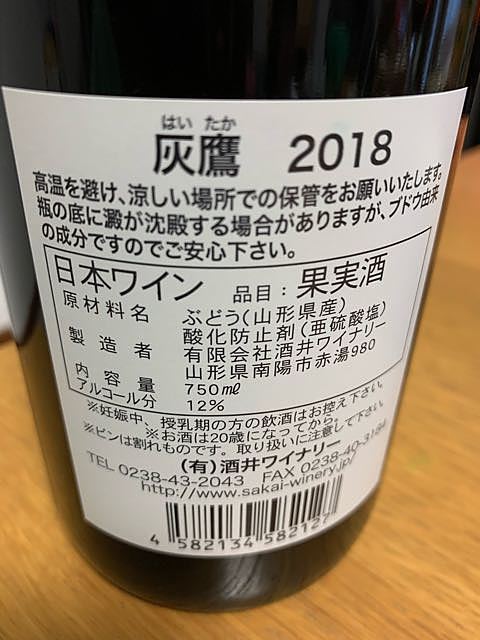 はい たか
灰鷹 2018
高温を避け、涼しい場所での保管をお願いいたします。
瓶の底に澱が沈殿する場合がありますが、ブドウ由来
の成分ですのでご安心下さい。
日本ワイン 品目：果実酒
原材料名 ぶどう(山形県産)
酸化防止剤(亜硫酸塩)
製造者 有限会社酒井ワイナリー
山形県南陽市赤湯980
内容量 750㎖
アルコール分 12%
※妊娠中、授乳期の方の飲酒はお控え下さい。
※お酒は20歳になってから。
※ビンは割れものです。取り扱いに注意して下さい。
(有)酒井ワイナリー
TEL 0238-43-2043 FAX 0238-40-3184
http://www.sakai-winery.jp/
4 582134 582127